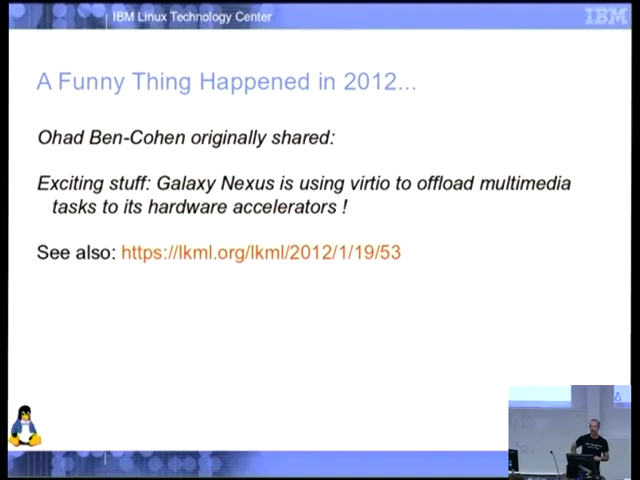 IBM Linux Technology Center
IBM
A Funny Thing Happened in 2012...
Ohad Ben-Cohen originally shared:
Exciting stuff: Galaxy Nexus is using virtio to offload multimedia
tasks to its hardware accelerators !
See also: https://lkml.org/lkml/2012/1/19/53